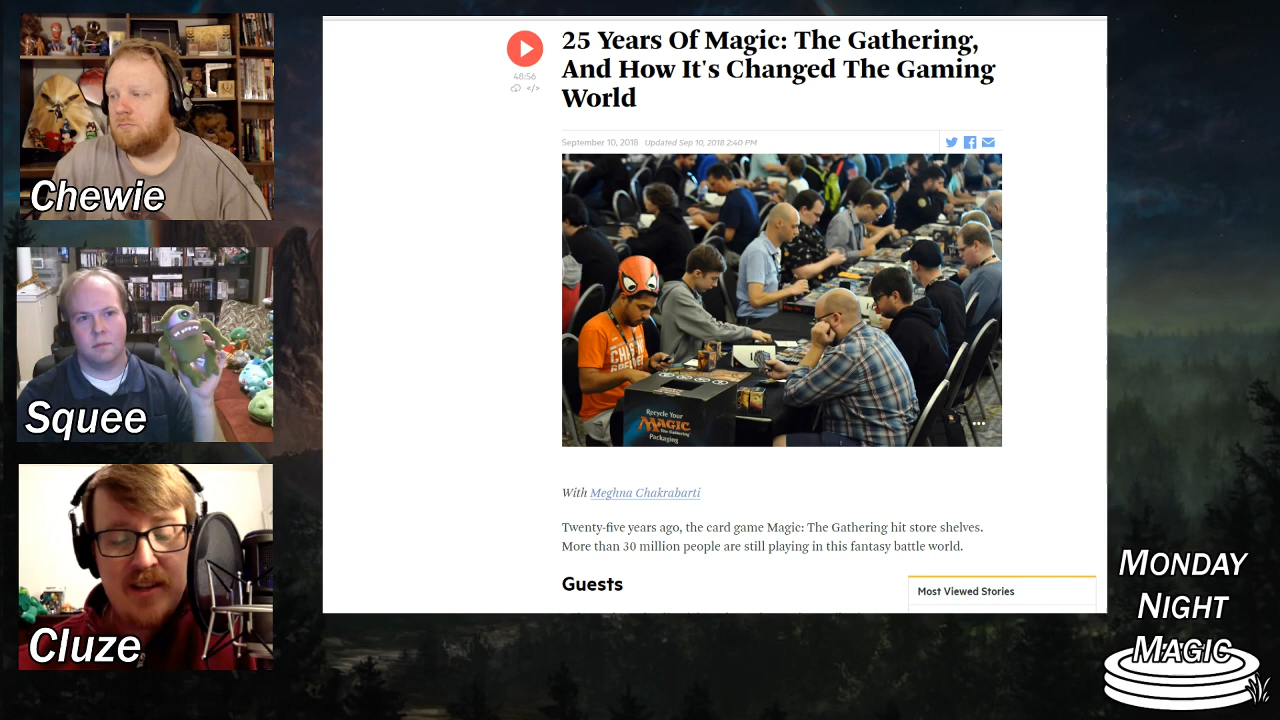 Chewie
Squee
Cluze
25 Years Of Magic: The Gathering,
And How It's Changed The Gaming
World
48:56
</>
September 10, 2018 Updated Sep 10, 2018 2:40 PM
Recycle Your
MAGIC
The Gathering
Packaging
With Meghna Chakrabarti
Twenty-five years ago, the card game Magic: The Gathering hit store shelves.
More than 30 million people are still playing in this fantasy battle world.
Guests
Most Viewed Stories
MONDAY
NIGHT
MAGIC